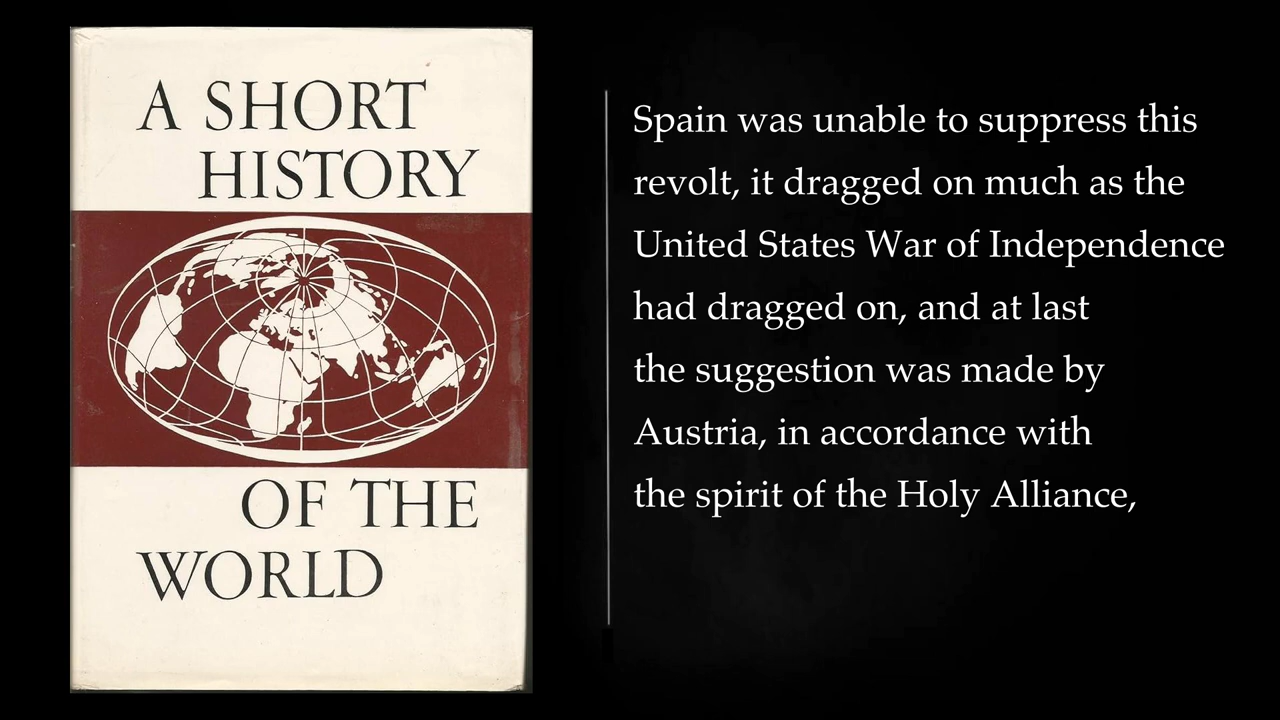 A SHORT
HISTORY
OF THE
WORLD
Spain was unable to suppress this
revolt, it dragged on much as the
United States War of Independence
had dragged on, and at last
the suggestion was made by
Austria, in accordance with
the spirit of the Holy Alliance,